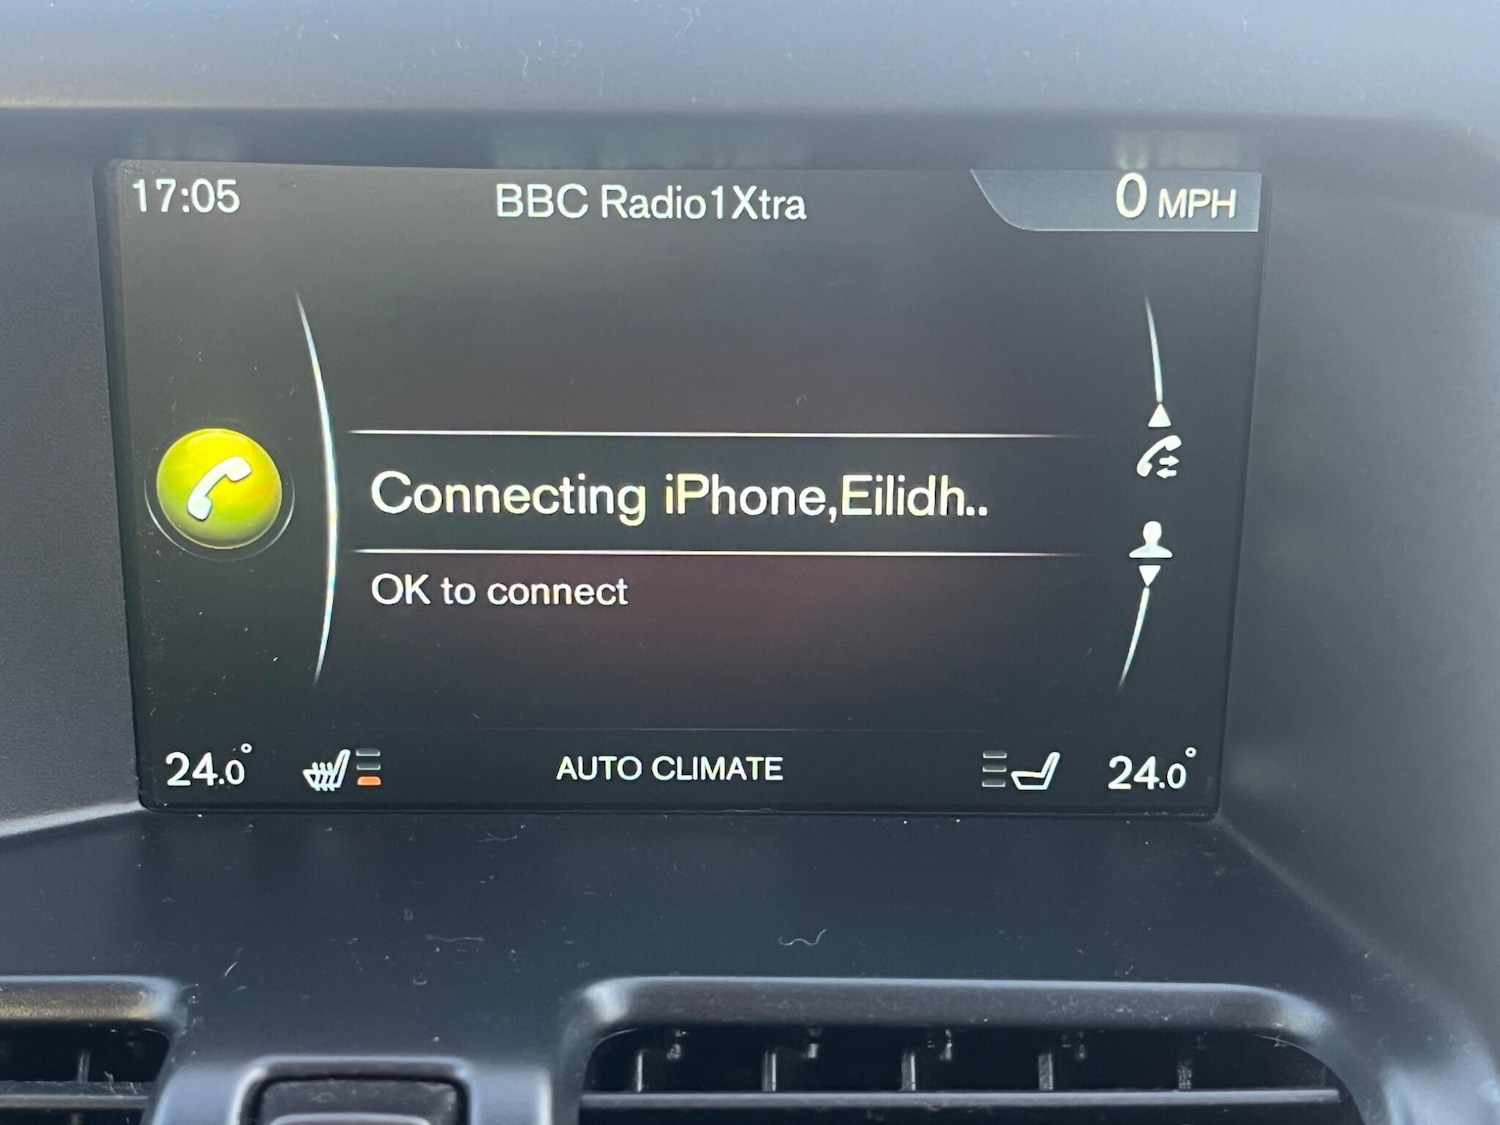 17:05 BBC Radio1Xtra 0 MPH
Connecting iPhone,Eilidh..
OK to connect
24.0° AUTO CLIMATE 24.0°